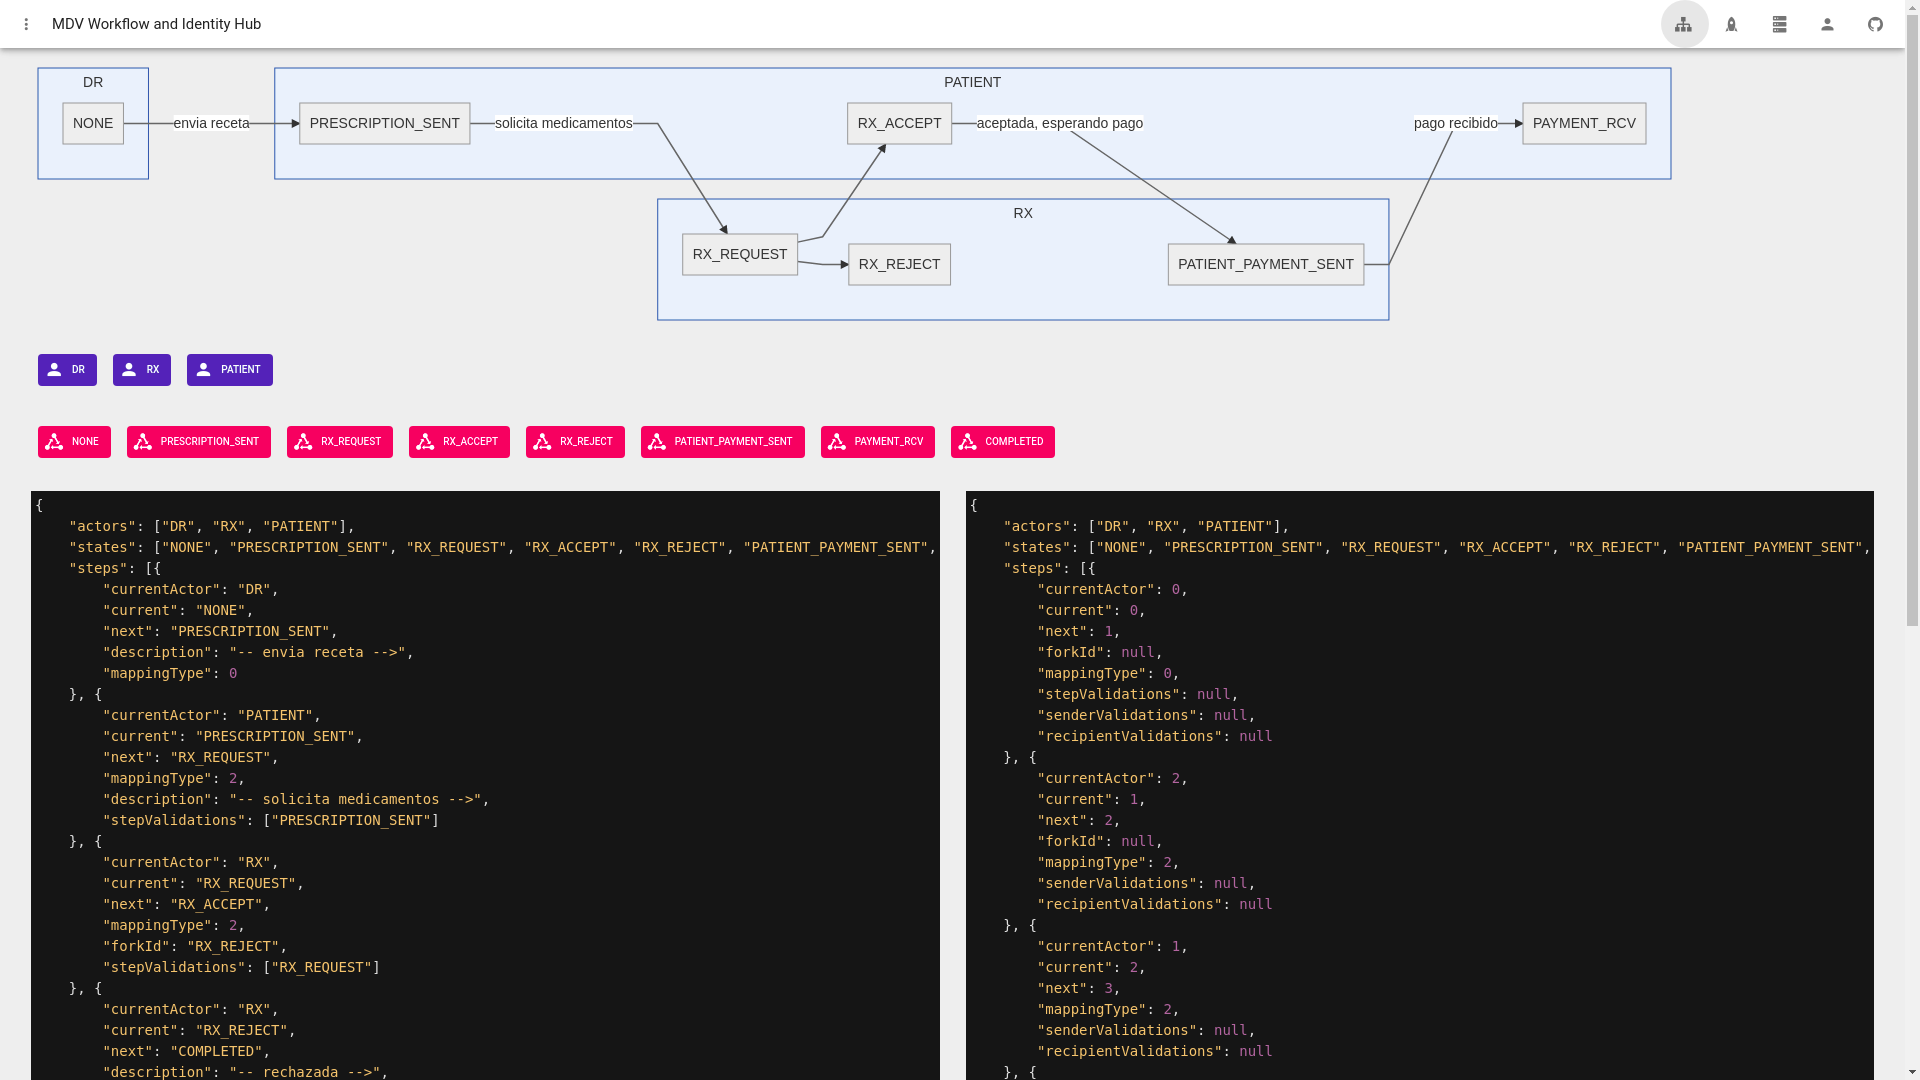 MDV Workflow and Identity Hub
DR
PATIENT
NONE
envia receta
PRESCRIPTION_SENT
solicita medicamentos
RX_ACCEPT
aceptada, esperando pago
pago recibido
PAYMENT_RCV
RX
RX_REQUEST
RX_REJECT
PATIENT_PAYMENT_SENT
DR
RX
PATIENT
NONE
PRESCRIPTION_SENT
RX_REQUEST
RX_ACCEPT
RX_REJECT
PATIENT_PAYMENT_SENT
PAYMENT_RCV
COMPLETED
{
"actors": ["DR", "RX", "PATIENT"],
"states": ["NONE", "PRESCRIPTION_SENT", "RX_REQUEST", "RX_ACCEPT", "RX_REJECT", "PATIENT_PAYMENT_SENT",
"steps": [{
"currentActor": "DR",
"current": "NONE",
"next": "PRESCRIPTION_SENT",
"description": "-- envia receta -->",
"mappingType": 0
}, {
"currentActor": "PATIENT",
"current": "PRESCRIPTION_SENT",
"next": "RX_REQUEST",
"mappingType": 2,
"description": "-- solicita medicamentos -->",
"stepValidations": ["PRESCRIPTION_SENT"]
}, {
"currentActor": "RX",
"current": "RX_REQUEST",
"next": "RX_ACCEPT",
"mappingType": 2,
"forkId": "RX_REJECT",
"stepValidations": ["RX_REQUEST"]
}, {
"currentActor": "RX",
"current": "RX_REJECT",
"next": "COMPLETED",
"description": "-- rechazada -->",
{
"actors": ["DR", "RX", "PATIENT"],
"states": ["NONE", "PRESCRIPTION_SENT", "RX_REQUEST", "RX_ACCEPT", "RX_REJECT", "PATIENT_PAYMENT_SENT",
"steps": [{
"currentActor": 0,
"current": 0,
"next": 1,
"forkId": null,
"mappingType": 0,
"stepValidations": null,
"senderValidations": null,
"recipientValidations": null
}, {
"currentActor": 2,
"current": 1,
"next": 2,
"forkId": null,
"mappingType": 2,
"senderValidations": null,
"recipientValidations": null
}, {
"currentActor": 1,
"current": 2,
"next": 3,
"mappingType": 2,
"senderValidations": null,
"recipientValidations": null
}, {